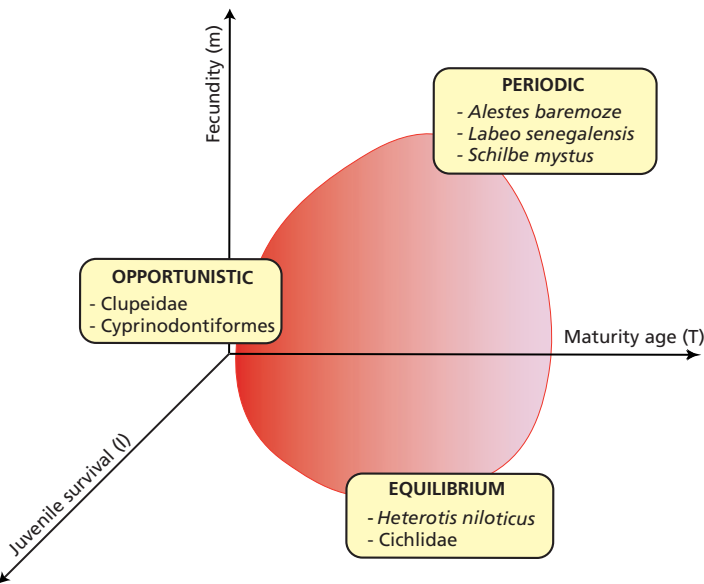 Fecundity (m)
PERIODIC
- Alestes baremoze
- Labeo senegalensis
- Schilbe mystus
OPPORTUNISTIC
- Clupeidae
- Cyprinodontiformes
Maturity age (T)
Juvenile survival (l)
EQUILIBRIUM
- Heterotis niloticus
- Cichlidae